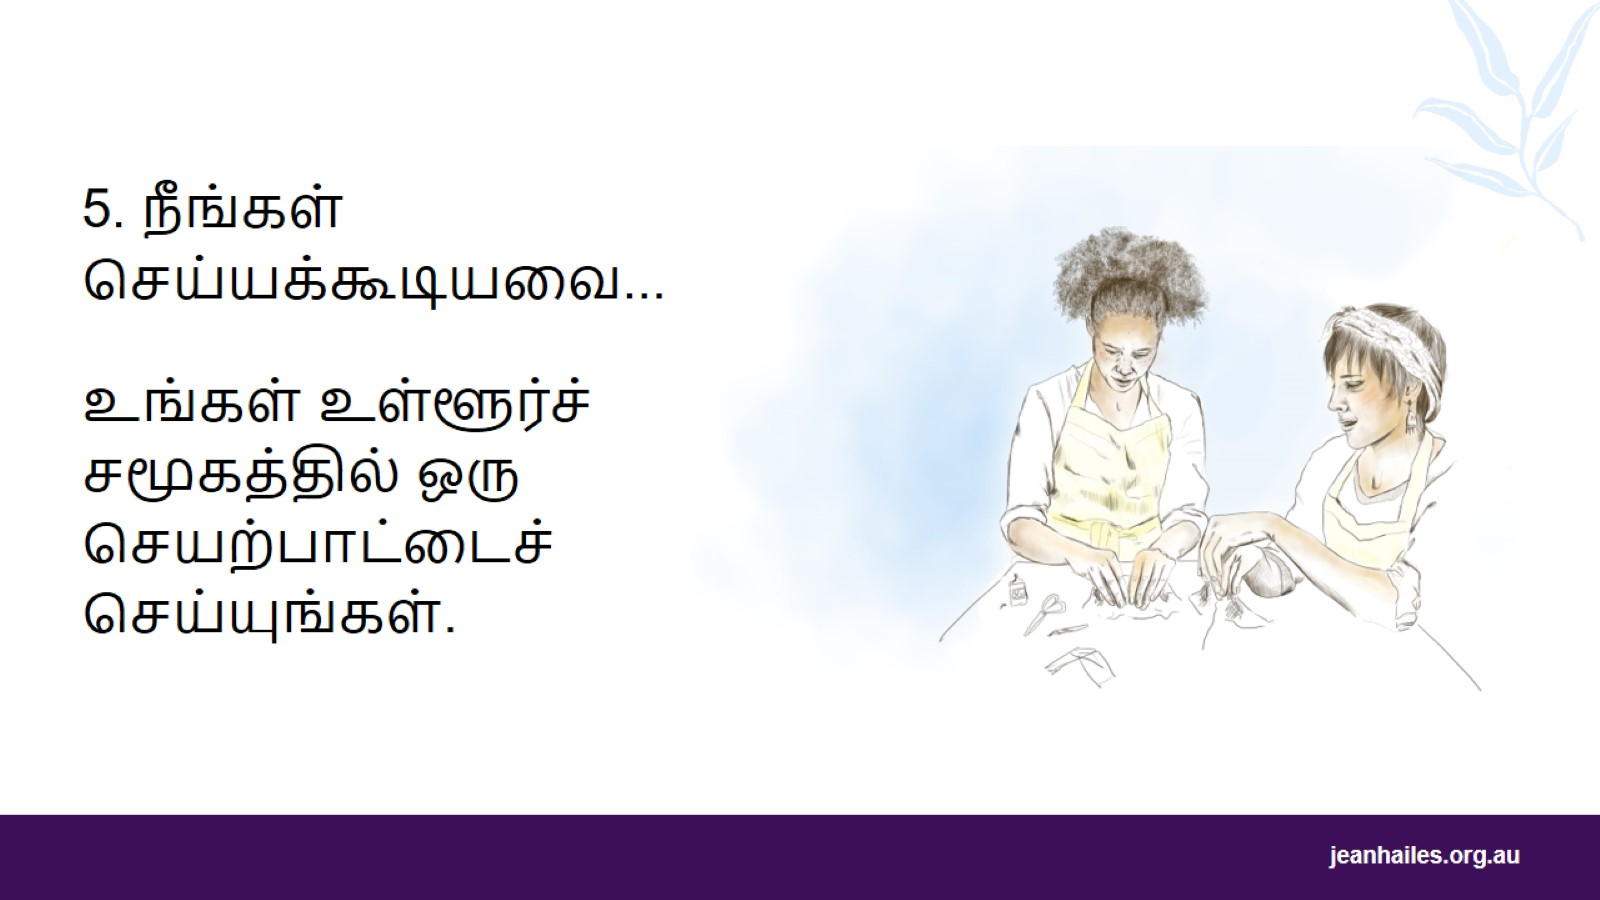 5. நீங்கள்
செய்யக்கூடியவை...
உங்கள் உள்ளூர்ச்
சமூகத்தில் ஒரு
செயற்பாட்டைச்
செய்யுங்கள்.
jeanhailes.org.au